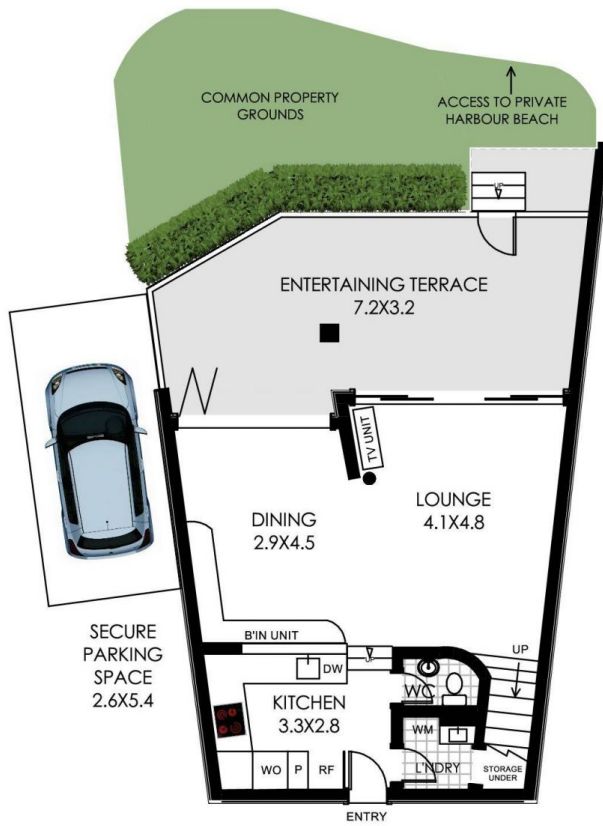 COMMON PROPERTY
GROUNDS
ACCESS TO PRIVATE
HARBOUR BEACH
UP
ENTERTAINING TERRACE
7.2X3.2
TV UNIT
LOUNGE
4.1X4.8
DINING
2.9X4.5
SECURE
PARKING
SPACE
2.6X5.4
B'IN UNIT
UP
UP
DW
KITCHEN
3.3X2.8
WC
WM
L'NDRY
STORAGE
UNDER
WO
P
RF
ENTRY